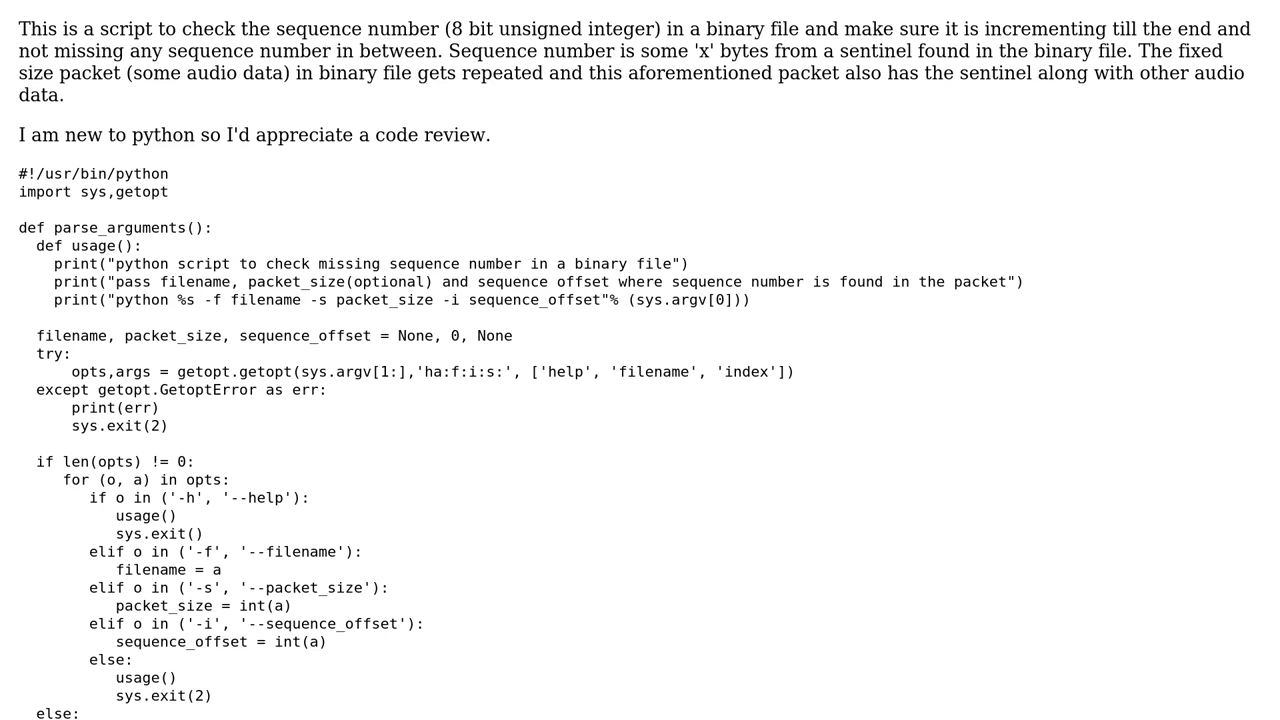 This is a script to check the sequence number (8 bit unsigned integer) in a binary file and make sure it is incrementing till the end and
not missing any sequence number in between. Sequence number is some 'x' bytes from a sentinel found in the binary file. The fixed
size packet (some audio data) in binary file gets repeated and this aforementioned packet also has the sentinel along with other audio
data.

I am new to python so I'd appreciate a code review.

#!/usr/bin/python
import sys,getopt

def parse_arguments():
  def usage():
    print("python script to check missing sequence number in a binary file")
    print("pass filename, packet_size(optional) and sequence offset where sequence number is found in the packet")
    print("python %s -f filename -s packet_size -i sequence_offset"% (sys.argv[0]))

  filename, packet_size, sequence_offset = None, 0, None
  try:
      opts,args = getopt.getopt(sys.argv[1:],'ha:f:i:s:', ['help', 'filename', 'index'])
  except getopt.GetoptError as err:
      print(err)
      sys.exit(2)

  if len(opts) != 0:
     for (o, a) in opts:
        if o in ('-h', '--help'):
           usage()
           sys.exit()
        elif o in ('-f', '--filename'):
           filename = a
        elif o in ('-s', '--packet_size'):
           packet_size = int(a)
        elif o in ('-i', '--sequence_offset'):
           sequence_offset = int(a)
        else:
           usage()
           sys.exit(2)
  else: